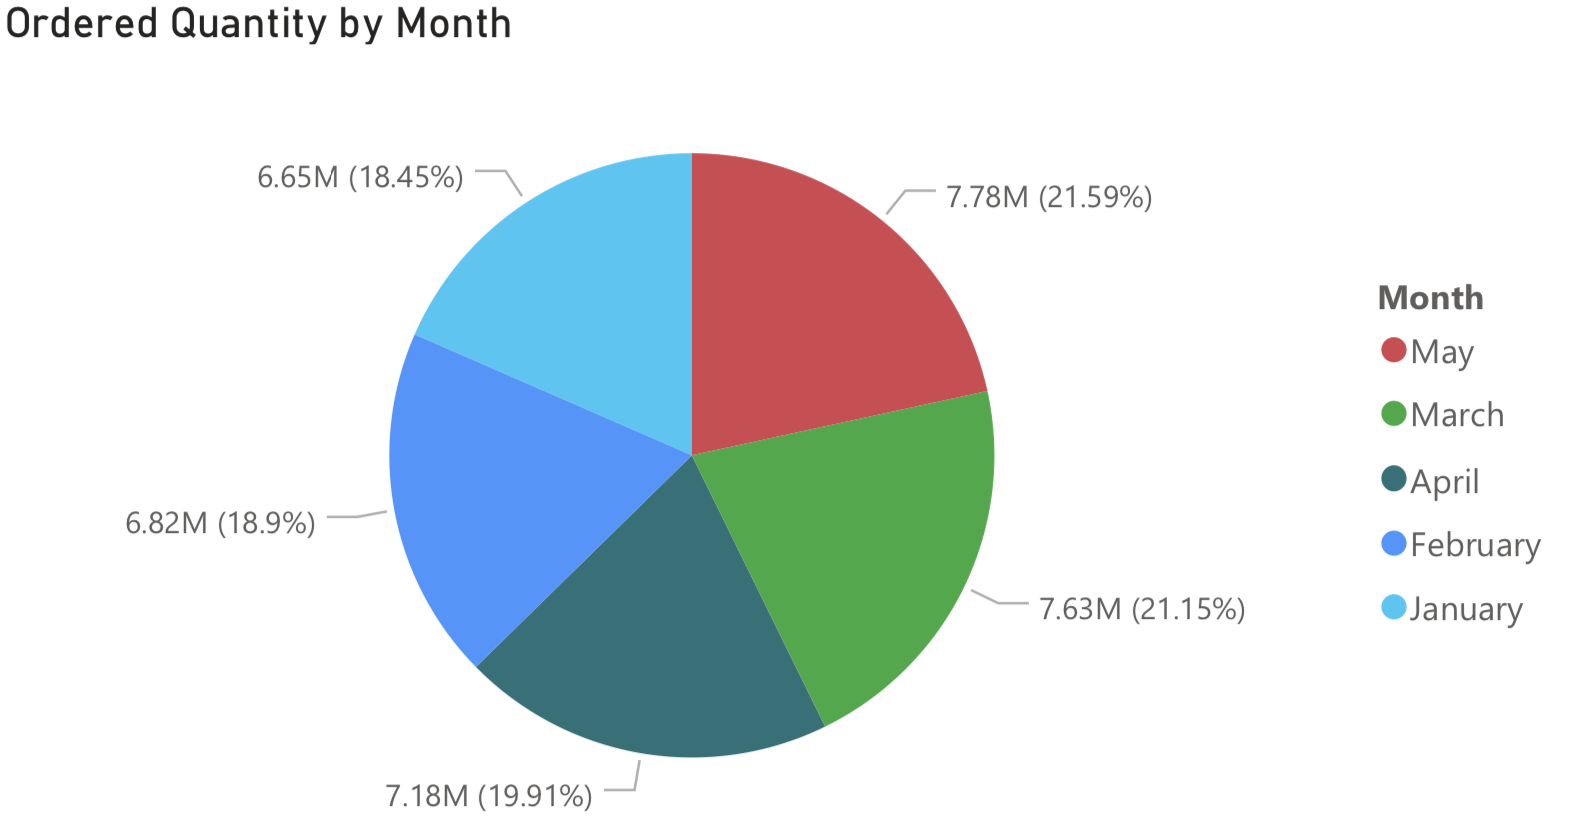 Ordered Quantity by Month
6.65M (18.45%)
7.78M (21.59%)
6.82M (18.9%)
7.63M (21.15%)
7.18M (19.91%)
Month
May
March
April
February
January